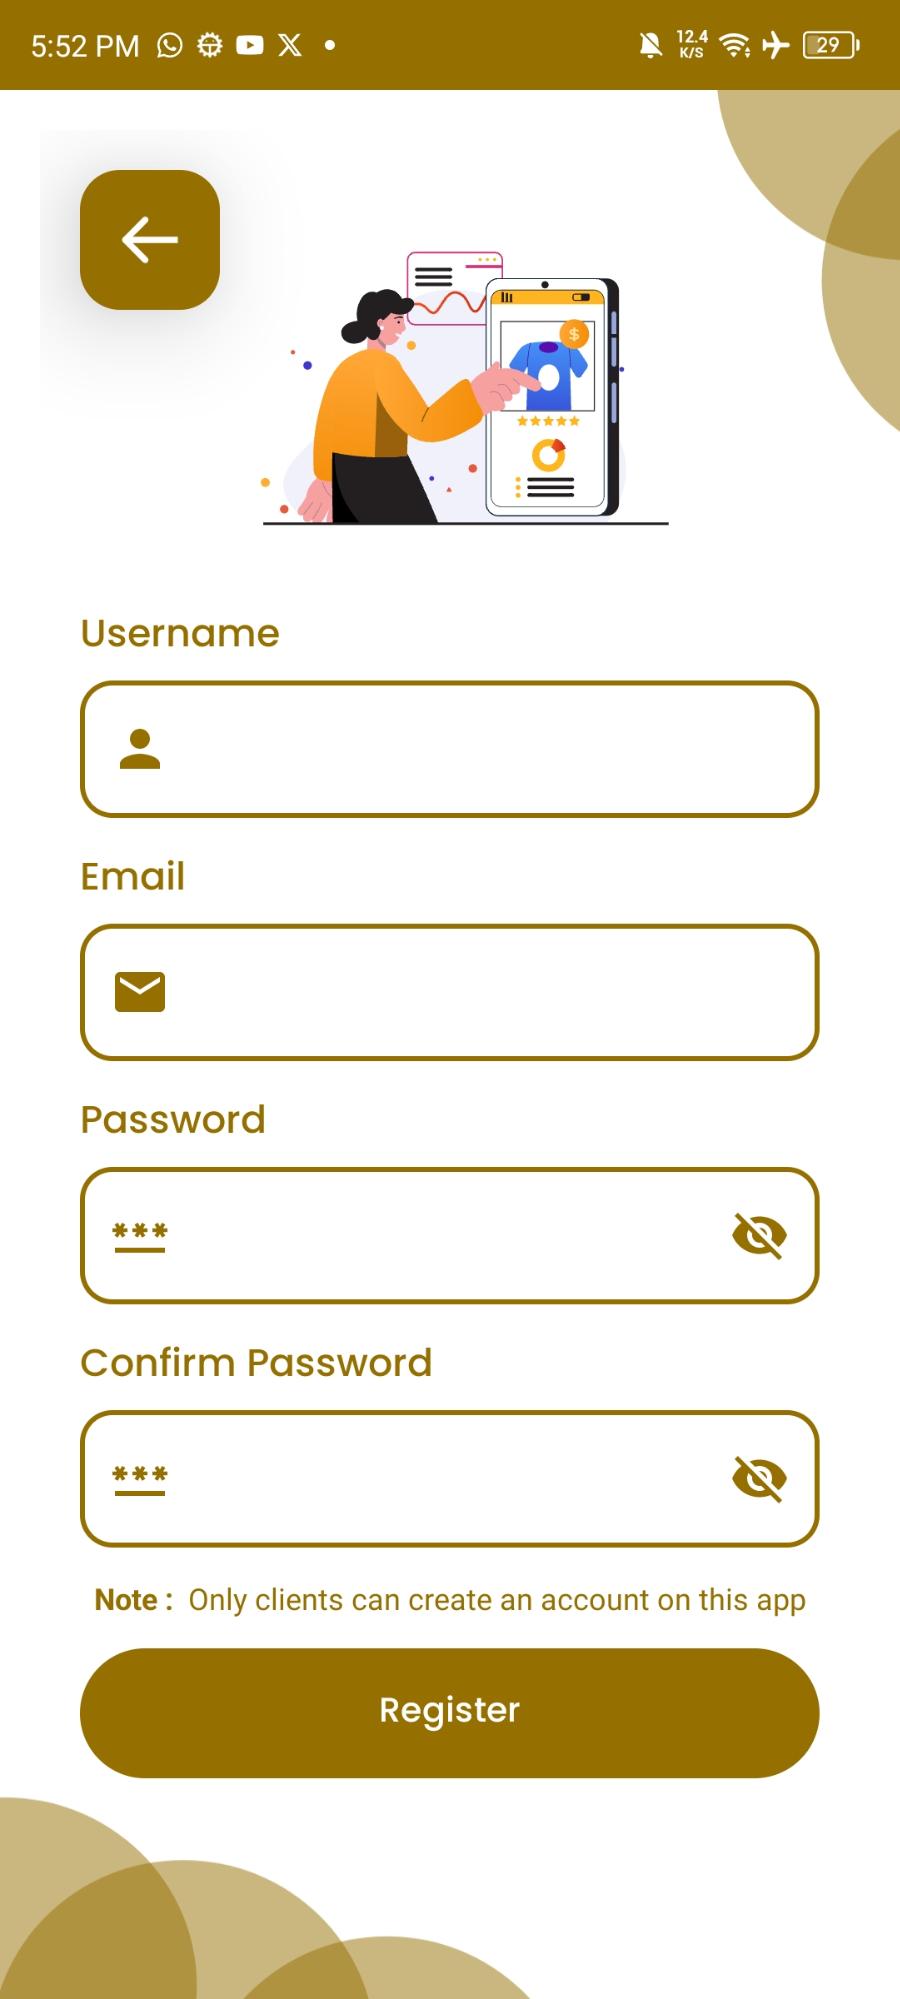 5:52 PM
12.4
K/S
29
$
Username
Email
Password
***
Confirm Password
***
Note : Only clients can create an account on this app
Register